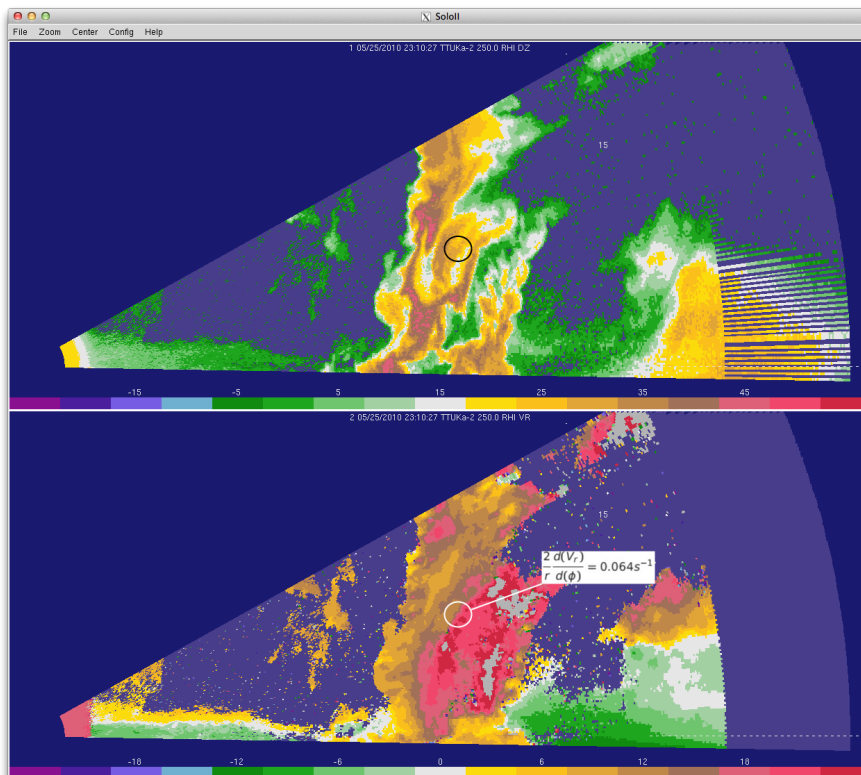 SoloII
File Zoom Center Config Help
1 05/25/2010 23:10:27 TTUKa-2 250.0 RHI DZ
15
-15 -5 5 15 25 35 45
2 05/25/2010 23:10:27 TTUKa-2 250.0 RHI VR
15
2/r d(V_r)/d(ϕ) = 0.064s⁻¹
-18 -12 -6 0 6 12 18